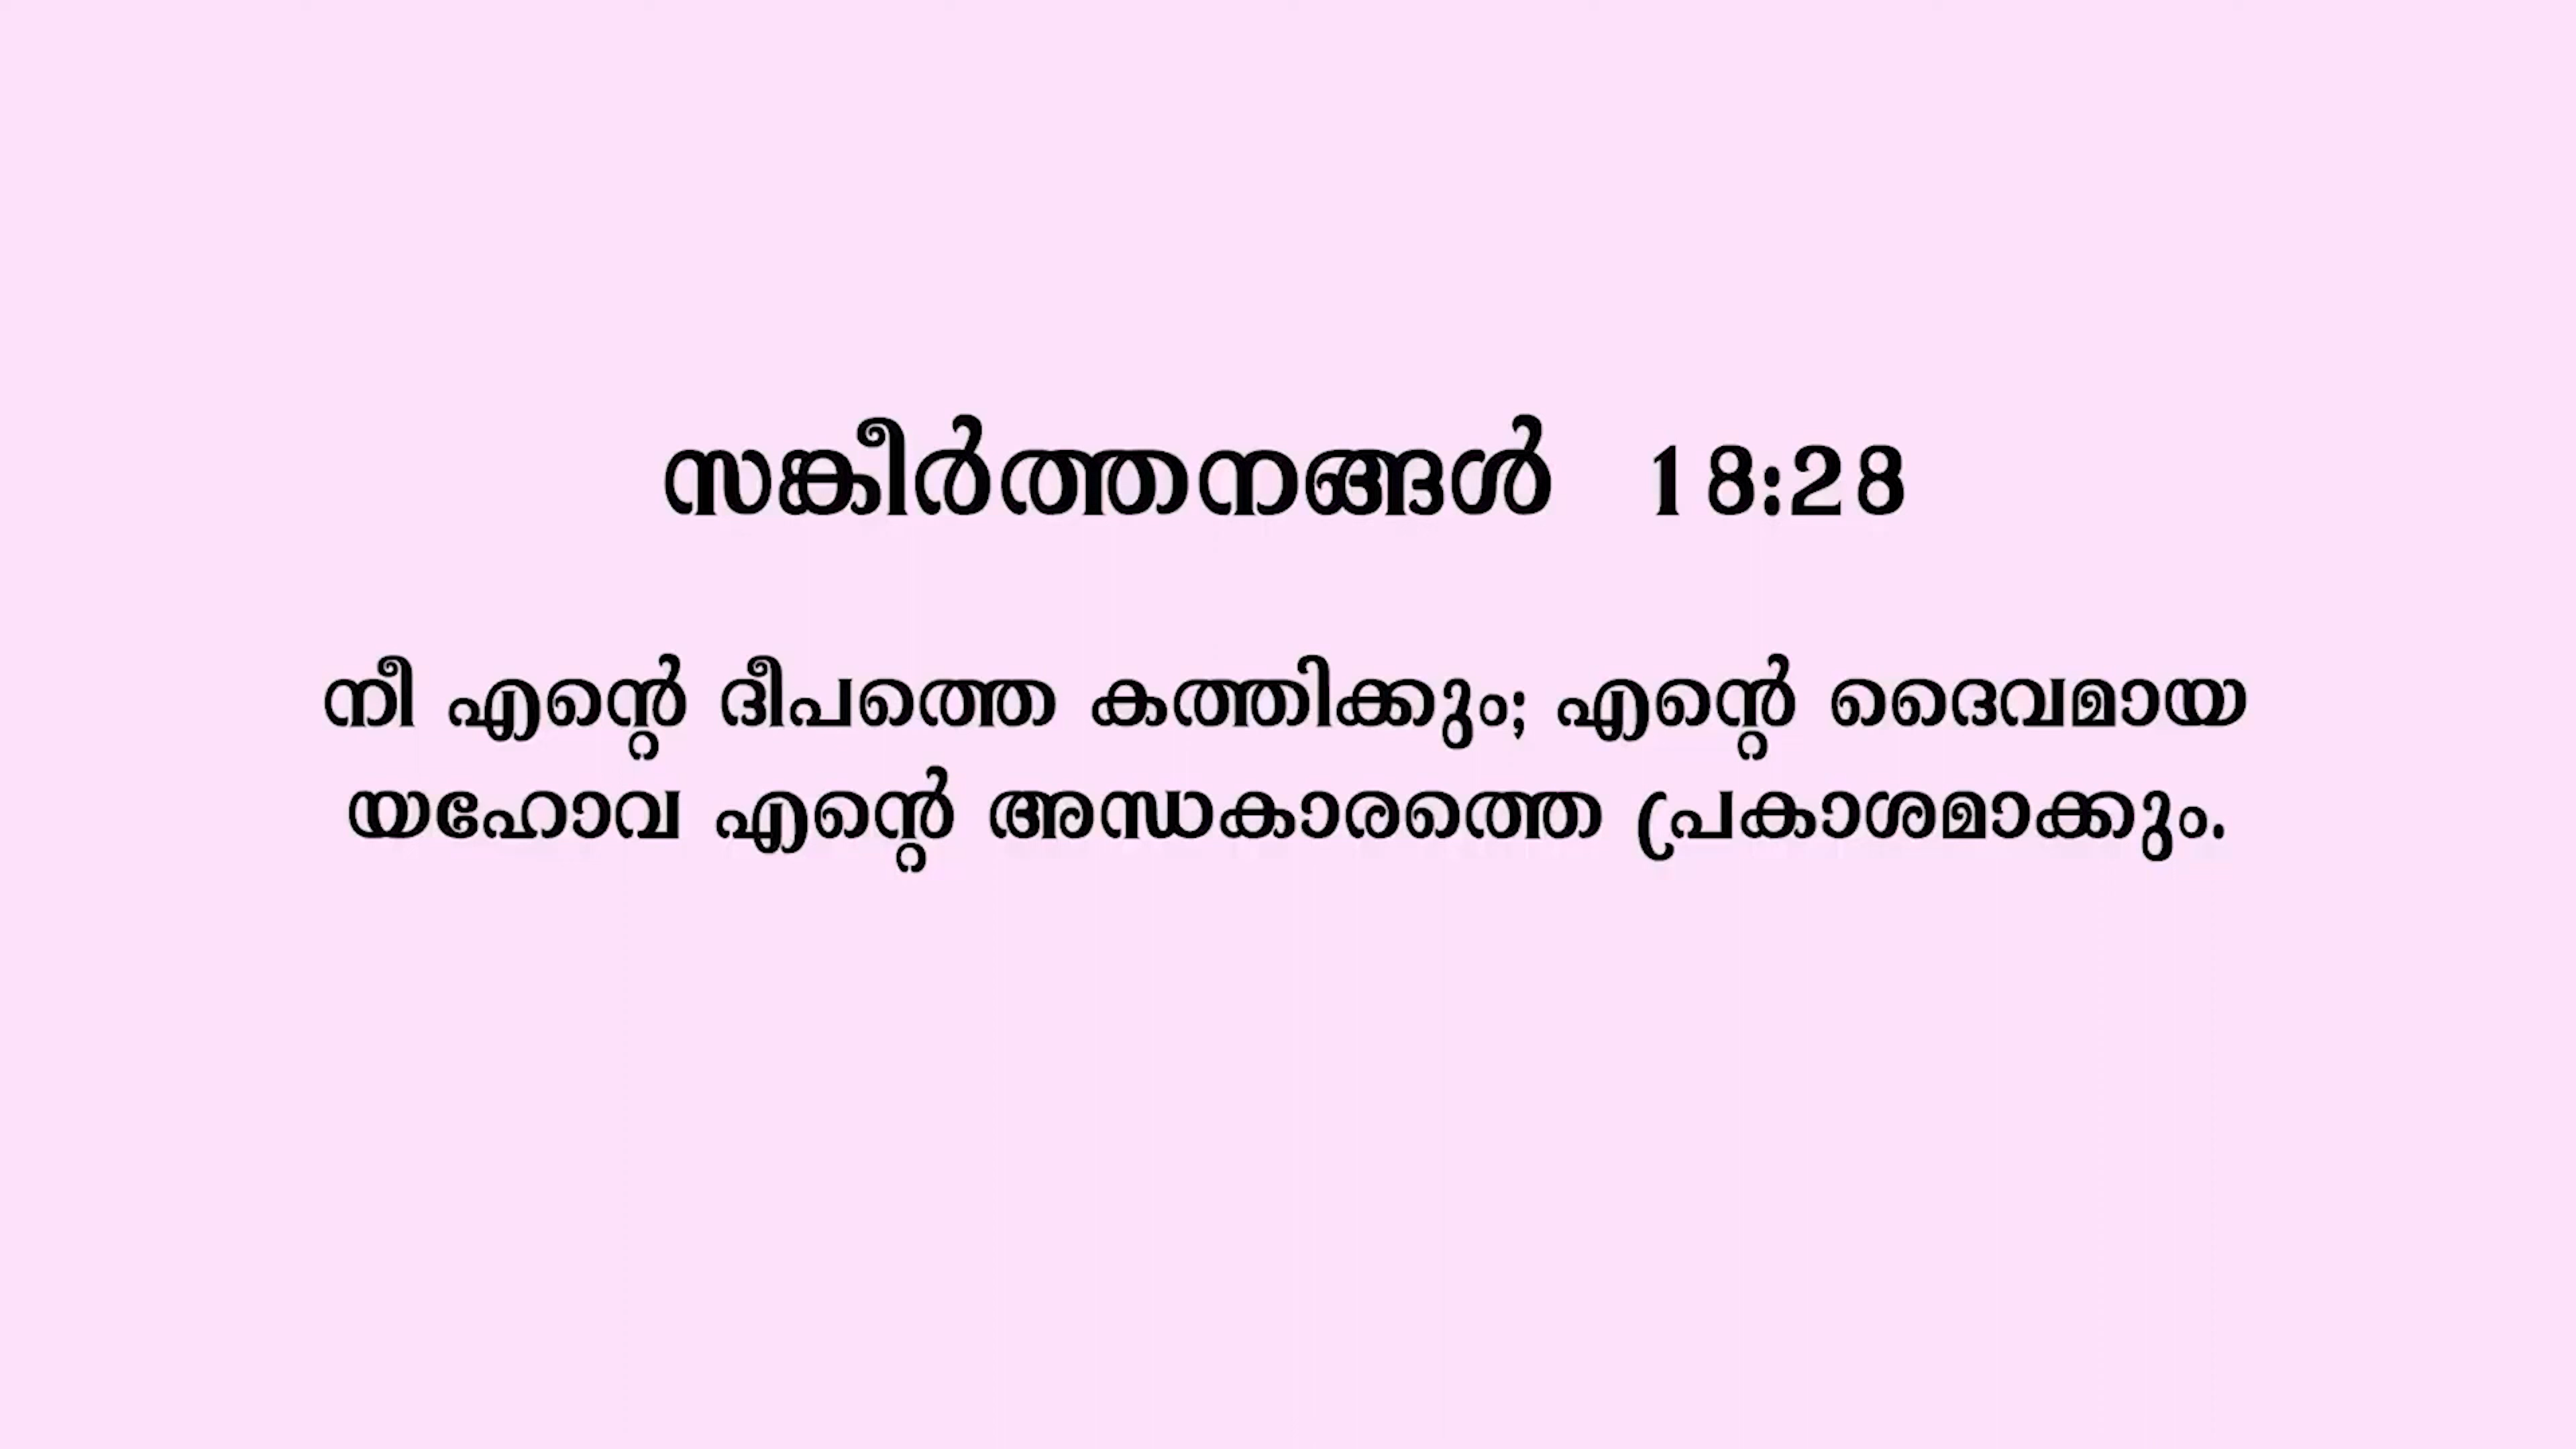 സങ്കീർത്തനങ്ങൾ 18:28
നീ എന്റെ ദീപത്തെ കത്തിക്കും; എന്റെ ദൈവമായ
യഹോവ എന്റെ അന്ധകാരത്തെ പ്രകാശമാക്കും.